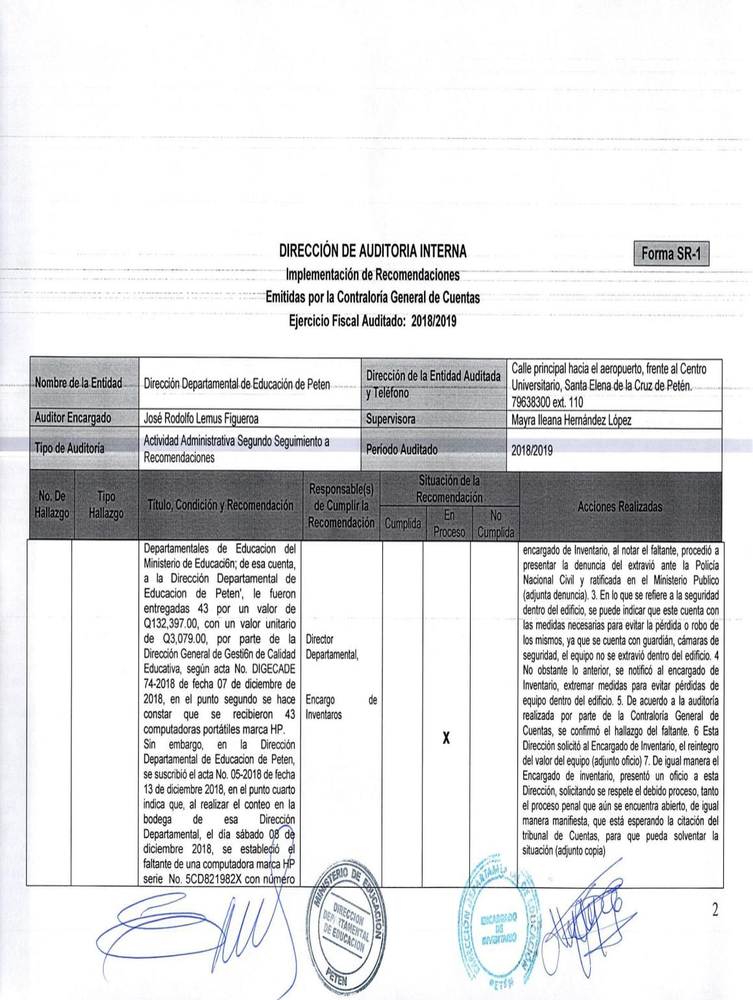 DIRECCIÓN DE AUDITORIA INTERNA
Forma SR-1
Implementación de Recomendaciones
Emitidas por la Contraloría General de Cuentas
Ejercicio Fiscal Auditado: 2018/2019
Nombre de la Entidad
Dirección Departamental de Educación de Peten
Dirección de la Entidad Auditada
y Teléfono
Calle principal hacia el aeropuerto, frente al Centro
Universitario, Santa Elena de la Cruz de Petén.
79638300 ext. 110
Auditor Encargado
José Rodolfo Lemus Figueroa
Supervisora
Mayra Ileana Hernández López
Tipo de Auditoría
Actividad Administrativa Segundo Seguimiento a
Recomendaciones
Período Auditado
2018/2019
No. De
Hallazgo
Tipo
Hallazgo
Título, Condición y Recomendación
Responsable(s)
de Cumplir la
Recomendación
Situación de la
Recomendación
Cumplida
En
Proceso
No
Cumplida
Acciones Realizadas
Departamentales de Educacion del
Ministerio de Educaci6n; de esa cuenta,
a la Dirección Departamental de
Educacion de Peten', le fueron
entregadas 43 por un valor de
Q132,397.00, con un valor unitario
de Q3,079.00, por parte de la
Dirección General de Gesti6n de Calidad
Educativa, según acta No. DIGECADE
74-2018 de fecha 07 de diciembre de
2018, en el punto segundo se hace
constar que se recibieron 43
computadoras portátiles marca HP.
Sin embargo, en la Dirección
Departamental de Educacion de Peten,
se suscribió el acta No. 05-2018 de fecha
13 de diciembre 2018, en el punto cuarto
indica que, al realizar el conteo en la
bodega de esa Dirección
Departamental, el día sábado 08 de
diciembre 2018, se estableció el
faltante de una computadora marca HP
serie No. 5CD821982X con número
Director
Departamental,
Encargo de
Inventaros
X
encargado de Inventario, al notar el faltante, procedió a
presentar la denuncia del extravió ante la Policía
Nacional Civil y ratificada en el Ministerio Publico
(adjunta denuncia). 3. En lo que se refiere a la seguridad
dentro del edificio, se puede indicar que este cuenta con
las medidas necesarias para evitar la pérdida o robo de
los mismos, ya que se cuenta con guardián, cámaras de
seguridad, el equipo no se extravió dentro del edificio. 4
No obstante lo anterior, se notificó al encargado de
Inventario, extremar medidas para evitar pérdidas de
equipo dentro del edificio. 5. De acuerdo a la auditoría
realizada por parte de la Contraloría General de
Cuentas, se confirmó el hallazgo del faltante. 6 Esta
Dirección solicitó al Encargado de Inventario, el reintegro
del valor del equipo (adjunto oficio) 7. De igual manera el
Encargado de inventario, presentó un oficio a esta
Dirección, solicitando se respete el debido proceso, tanto
el proceso penal que aún se encuentra abierto, de igual
manera manifiesta, que está esperando la citación del
tribunal de Cuentas, para que pueda solventar la
situación (adjunto copia)
MINISTERIO DE EDUCACION
DIRECCION
DEPARTAMENTAL
DE EDUCACION
PETEN
DIRECCIÓN DEPARTAMENTAL DE EDUCACIÓN
ENCARGADO
DE
INVENTARIO
PETÉN
2